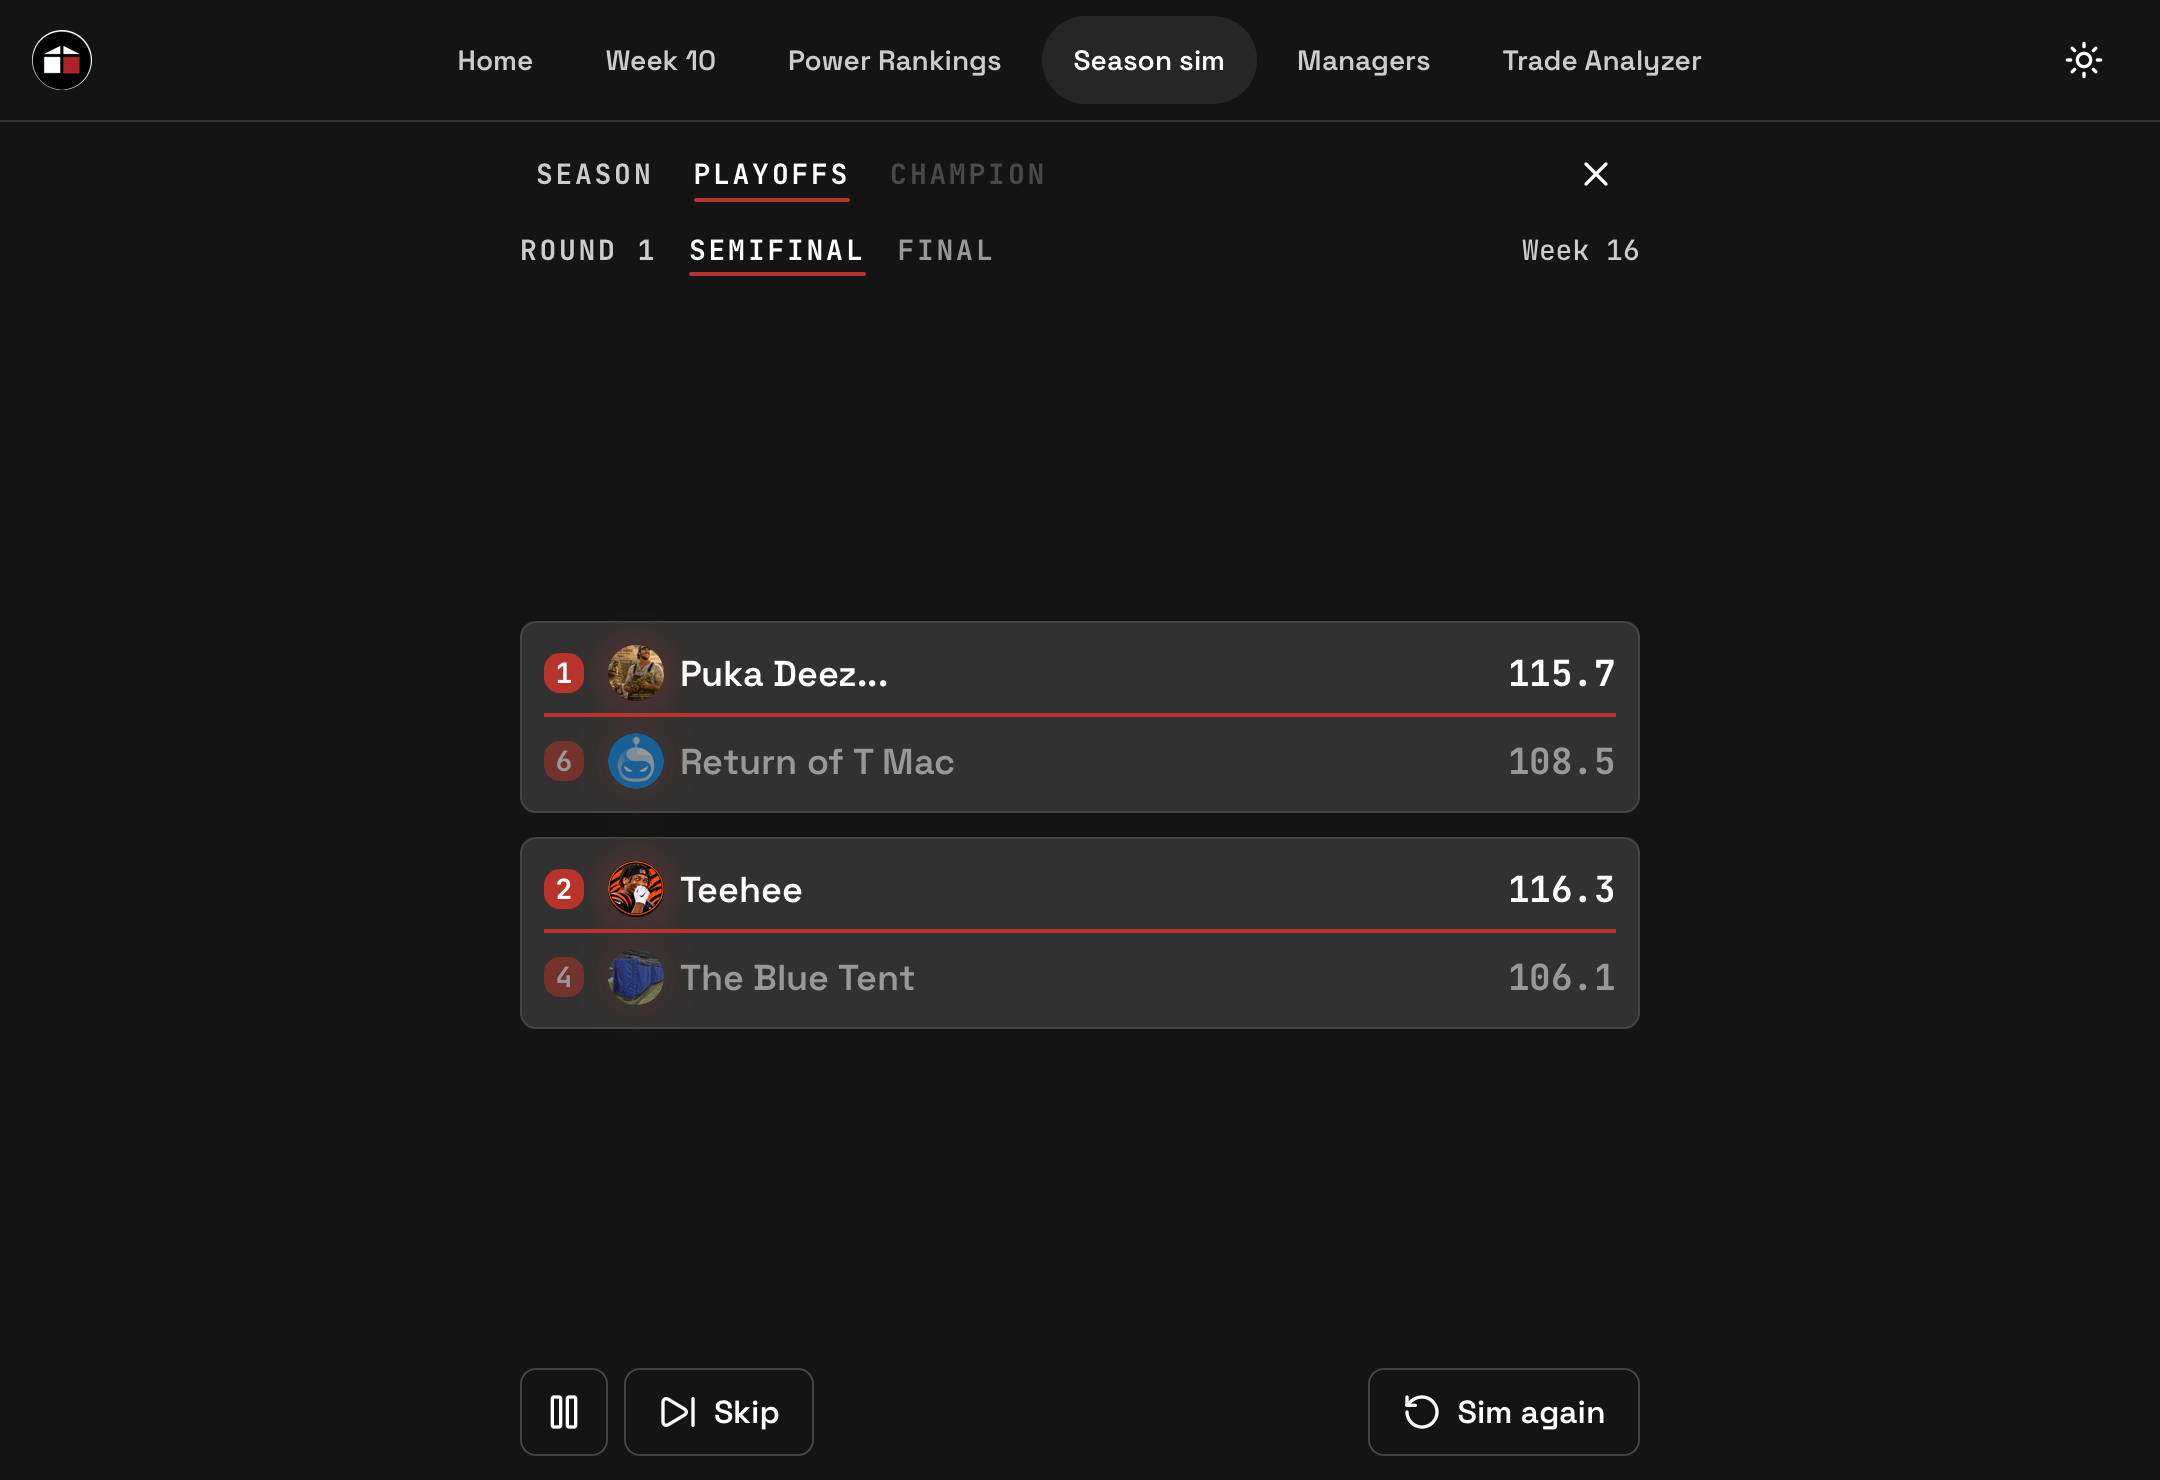 Home Week 10 Power Rankings Season sim Managers Trade Analyzer
SEASON PLAYOFFS CHAMPION
ROUND 1 SEMIFINAL FINAL Week 16
1 Puka Deez... 115.7
6 Return of T Mac 108.5
2 Teehee 116.3
4 The Blue Tent 106.1
Skip Sim again